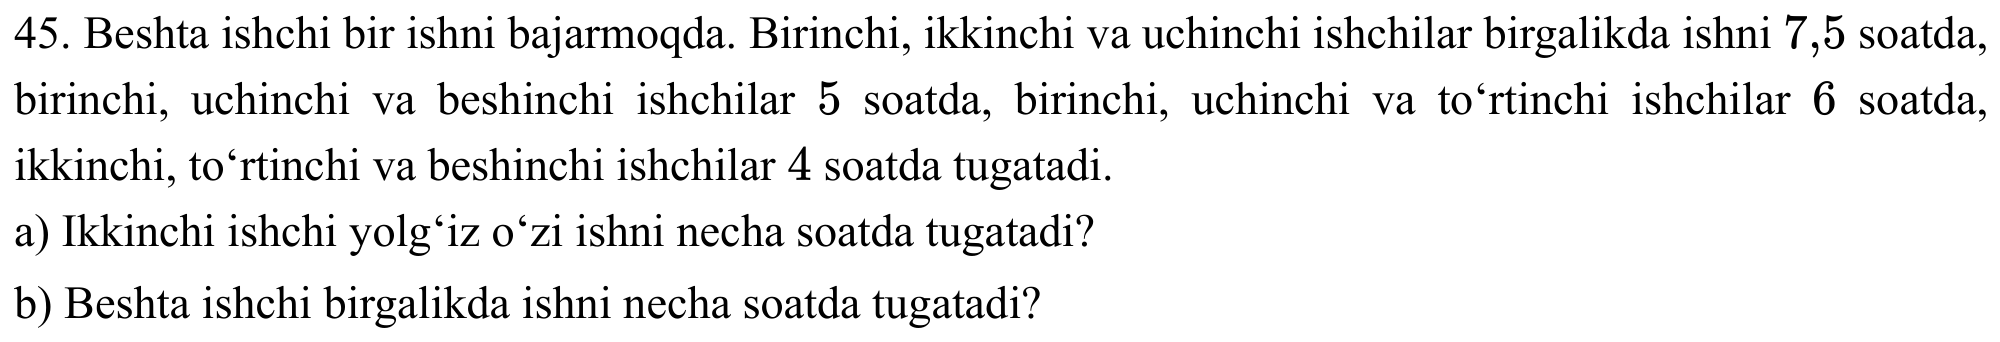 45. Beshta ishchi bir ishni bajarmoqda. Birinchi, ikkinchi va uchinchi ishchilar birgalikda ishni 7,5 soatda,
birinchi, uchinchi va beshinchi ishchilar 5 soatda, birinchi, uchinchi va to‘rtinchi ishchilar 6 soatda,
ikkinchi, to‘rtinchi va beshinchi ishchilar 4 soatda tugatadi.
a) Ikkinchi ishchi yolg‘iz o‘zi ishni necha soatda tugatadi?
b) Beshta ishchi birgalikda ishni necha soatda tugatadi?